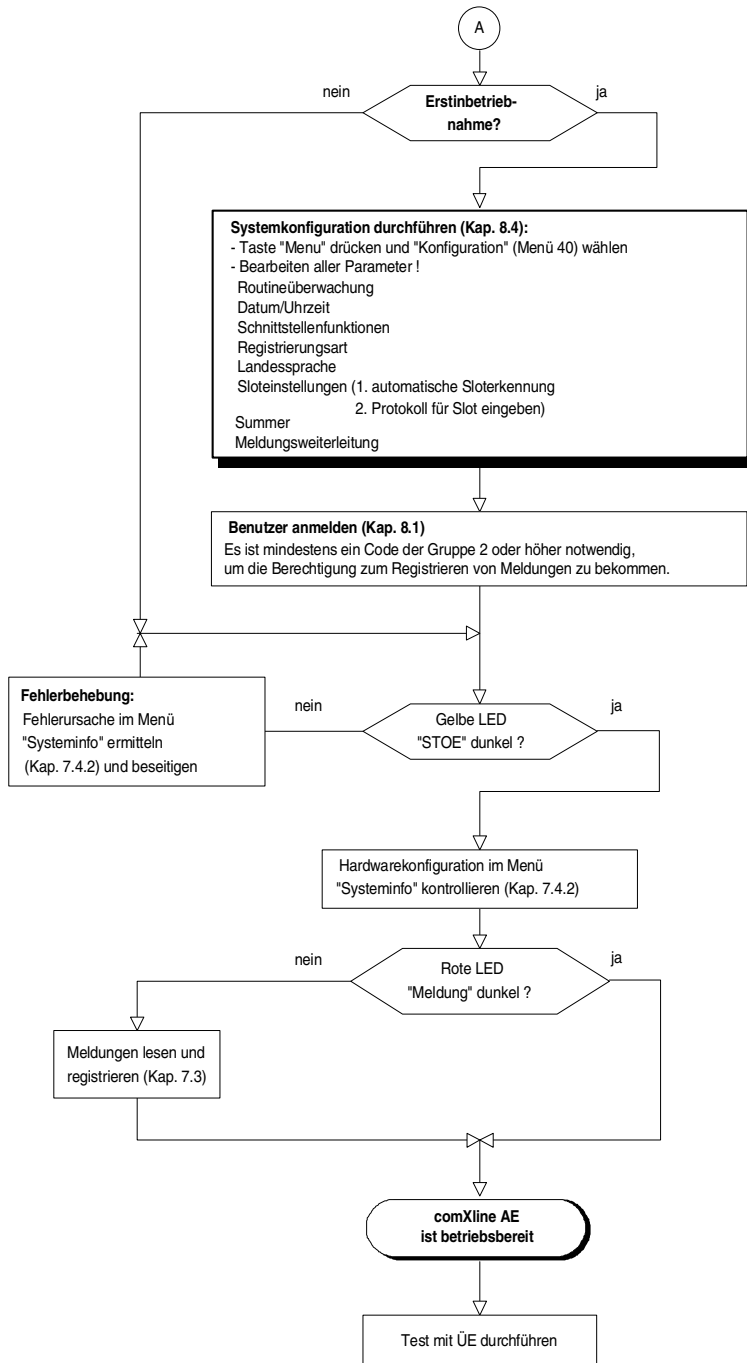 A
nein
Erstinbetrieb-
nahme?
ja
Systemkonfiguration durchführen (Kap. 8.4):
- Taste "Menu" drücken und "Konfiguration" (Menü 40) wählen
- Bearbeiten aller Parameter !
Routineüberwachung
Datum/Uhrzeit
Schnittstellenfunktionen
Registrierungsart
Landessprache
Sloteinstellungen (1. automatische Sloterkennung
2. Protokoll für Slot eingeben)
Summer
Meldungsweiterleitung
Benutzer anmelden (Kap. 8.1)
Es ist mindestens ein Code der Gruppe 2 oder höher notwendig,
um die Berechtigung zum Registrieren von Meldungen zu bekommen.
Fehlerbehebung:
Fehlerursache im Menü
"Systeminfo" ermitteln
(Kap. 7.4.2) und beseitigen
nein
Gelbe LED
"STOE" dunkel ?
ja
Hardwarekonfiguration im Menü
"Systeminfo" kontrollieren (Kap. 7.4.2)
nein
Rote LED
"Meldung" dunkel ?
ja
Meldungen lesen und
registrieren (Kap. 7.3)
comXline AE
ist betriebsbereit
Test mit ÜE durchführen